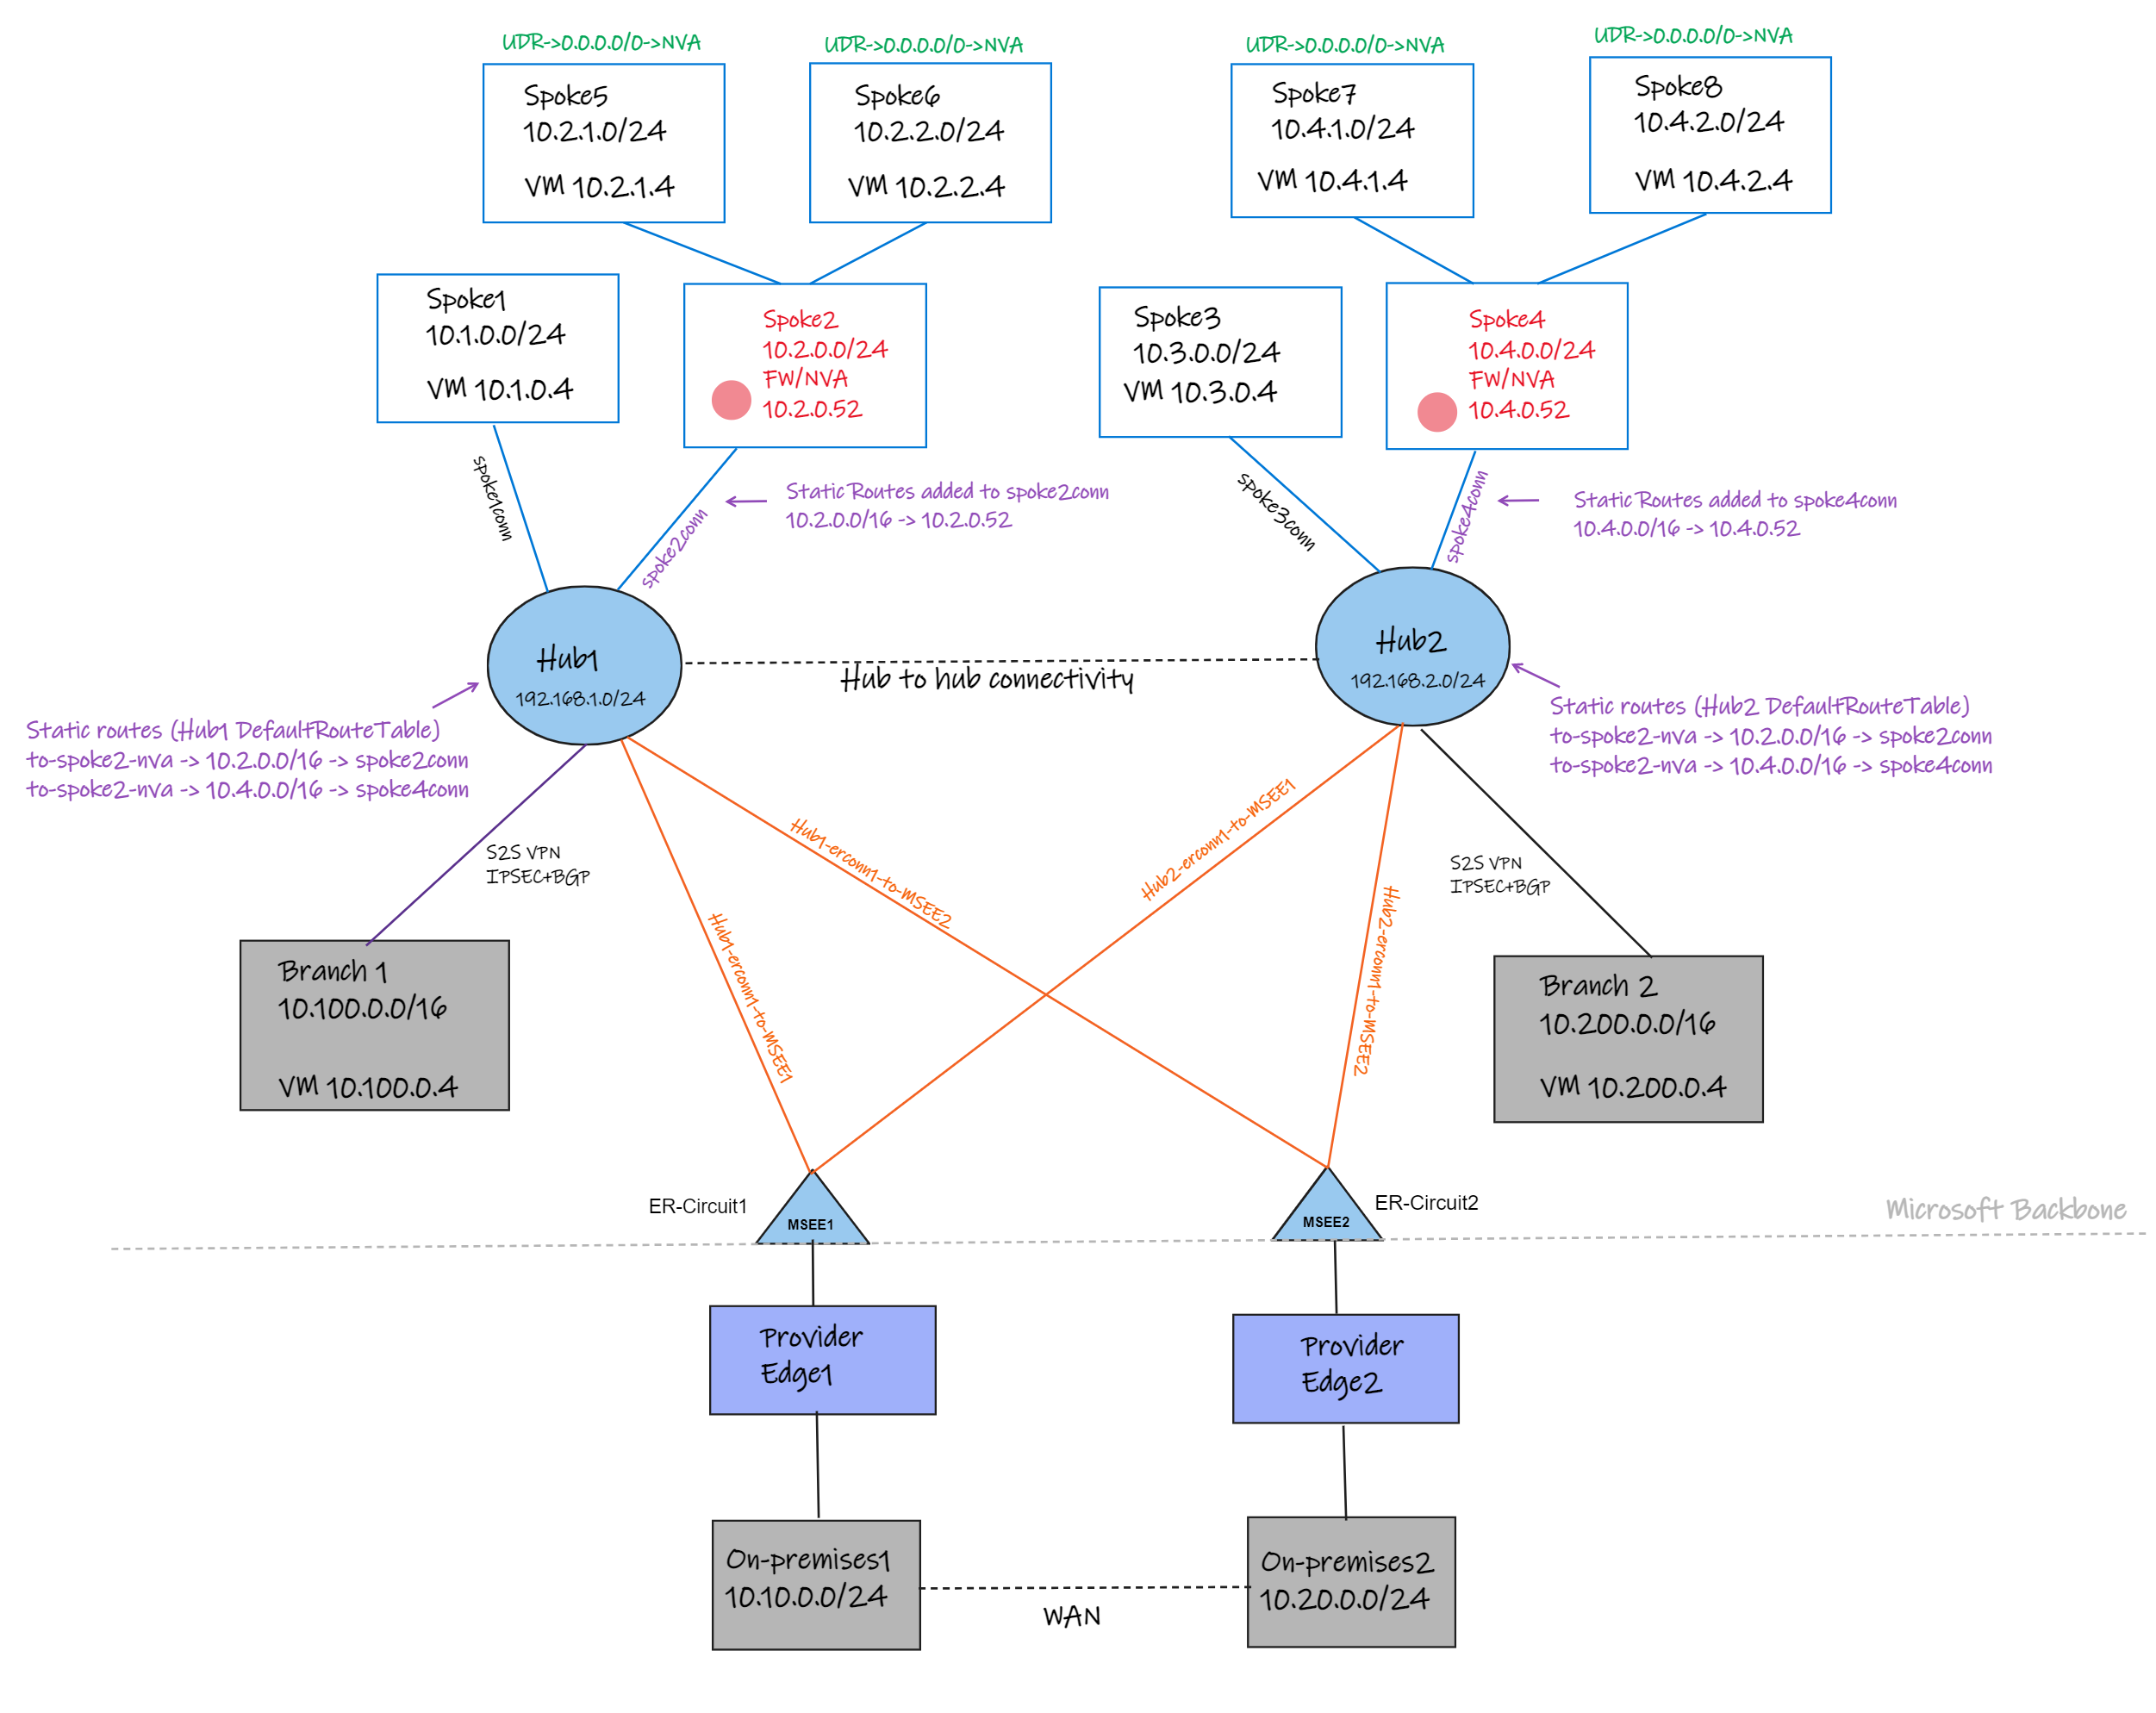 UDR->0.0.0.0/0->NVA
UDR->0.0.0.0/0->NVA
UDR->0.0.0.0/0->NVA
UDR->0.0.0.0/0->NVA
Spoke5
10.2.1.0/24
VM 10.2.1.4
Spoke6
10.2.2.0/24
VM 10.2.2.4
Spoke7
10.4.1.0/24
VM 10.4.1.4
Spoke8
10.4.2.0/24
VM 10.4.2.4
Spoke1
10.1.0.0/24
VM 10.1.0.4
Spoke2
10.2.0.0/24
FW/NVA
10.2.0.52
Spoke3
10.3.0.0/24
VM 10.3.0.4
Spoke4
10.4.0.0/24
FW/NVA
10.4.0.52
spoke1conn
spoke2conn
Static Routes added to spoke2conn
10.2.0.0/16 -> 10.2.0.52
spoke3conn
spoke4conn
Static Routes added to spoke4conn
10.4.0.0/16 -> 10.4.0.52
Hub1
192.168.1.0/24
Hub to hub connectivity
Hub2
192.168.2.0/24
Static routes (Hub1 DefaultRouteTable)
to-spoke2-nva -> 10.2.0.0/16 -> spoke2conn
to-spoke2-nva -> 10.4.0.0/16 -> spoke4conn
Static routes (Hub2 DefaultRouteTable)
to-spoke2-nva -> 10.2.0.0/16 -> spoke2conn
to-spoke2-nva -> 10.4.0.0/16 -> spoke4conn
S2S VPN
IPSEC+BGP
Hub1-erconn1-to-MSEE1
Hub1-erconn1-to-MSEE2
Hub2-erconn1-to-MSEE1
Hub2-erconn1-to-MSEE2
S2S VPN
IPSEC+BGP
Branch 1
10.100.0.0/16
VM 10.100.0.4
Branch 2
10.200.0.0/16
VM 10.200.0.4
ER-Circuit1
MSEE1
MSEE2
ER-Circuit2
Microsoft Backbone
Provider
Edge1
Provider
Edge2
On-premises1
10.10.0.0/24
WAN
On-premises2
10.20.0.0/24